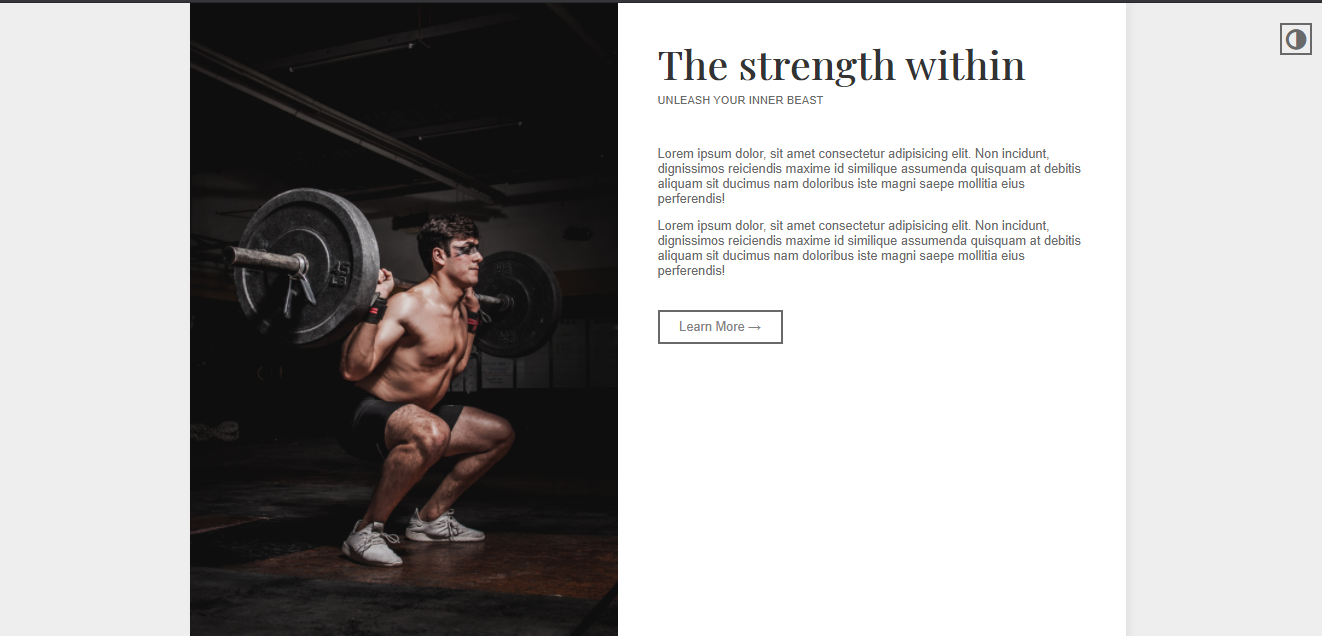 The strength within
UNLEASH YOUR INNER BEAST
Lorem ipsum dolor, sit amet consectetur adipisicing elit. Non incidunt,
dignissimos reiciendis maxime id similique assumenda quisquam at debitis
aliquam sit ducimus nam doloribus iste magni saepe mollitia eius
perferendis!
Lorem ipsum dolor, sit amet consectetur adipisicing elit. Non incidunt,
dignissimos reiciendis maxime id similique assumenda quisquam at debitis
aliquam sit ducimus nam doloribus iste magni saepe mollitia eius
perferendis!
Learn More →